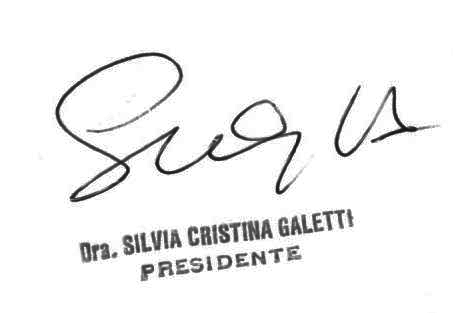 Dra. SILVIA CRISTINA GALETTI
PRESIDENTE